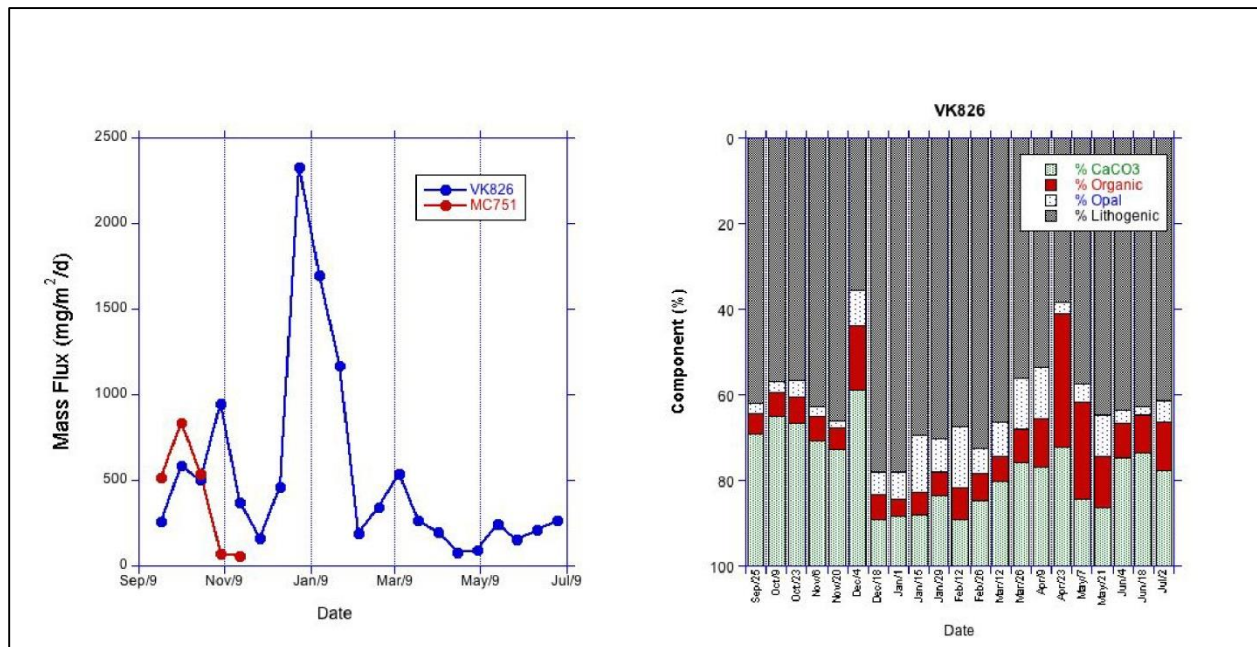 2500
2000
1500
1000
500
0
Mass Flux (mg/m²/d)
VK826
MC751
Sep/9 Nov/9 Jan/9 Mar/9 May/9 Jul/9
Date
VK826
0
20
40
60
80
100
Component (%)
% CaCO3
% Organic
% Opal
% Lithogenic
Sep/25 Oct/9 Oct/23 Nov/6 Nov/20 Dec/4 Dec/18 Jan/1 Jan/15 Jan/29 Feb/12 Feb/26 Mar/12 Mar/26 Apr/9 Apr/23 May/7 May/21 Jun/4 Jun/18 Jul/2
Date